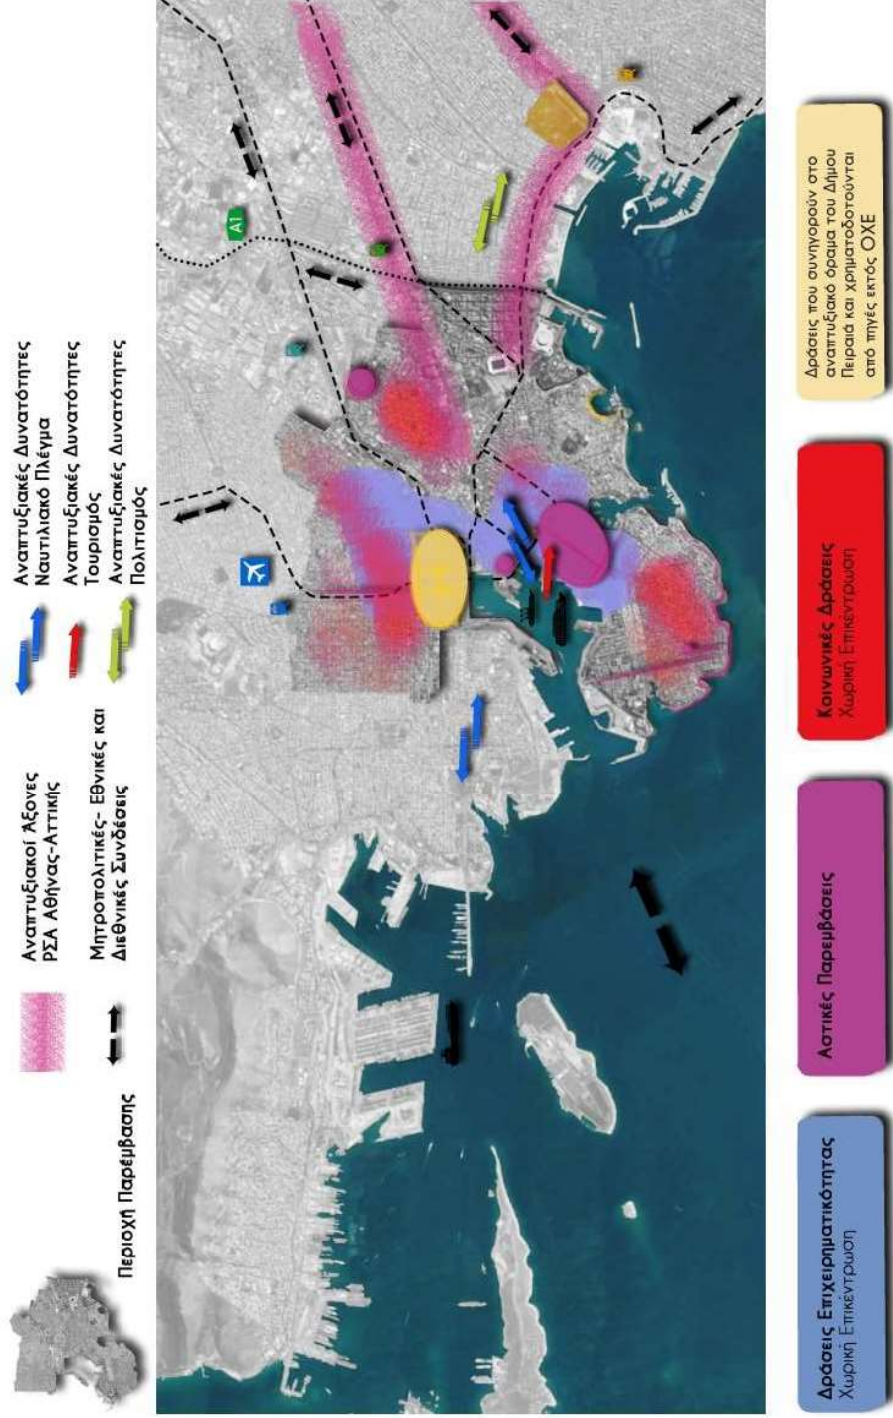 Περιοχή Παρέμβασης
Αναπτυξιακοί Άξονες
ΡΣΑ Αθήνας-Αττικής
Μητροπολιτικές- Εθνικές και
Διεθνικές Συνδέσεις
Αναπτυξιακές Δυνατότητες
Ναυτιλιακό Πλέγμα
Αναπτυξιακές Δυνατότητες
Τουρισμός
Αναπτυξιακές Δυνατότητες
Πολιτισμός
A1
Δράσεις Επιχειρηματικότητας
Χωρική Επικέντρωση
Αστικές Παρεμβάσεις
Κοινωνικές Δράσεις
Χωρική Επικέντρωση
Δράσεις που συνηγορούν στο
αναπτυξιακό όραμα του Δήμου
Πειραιά και χρηματοδοτούνται
από πηγές εκτός ΟΧΕ